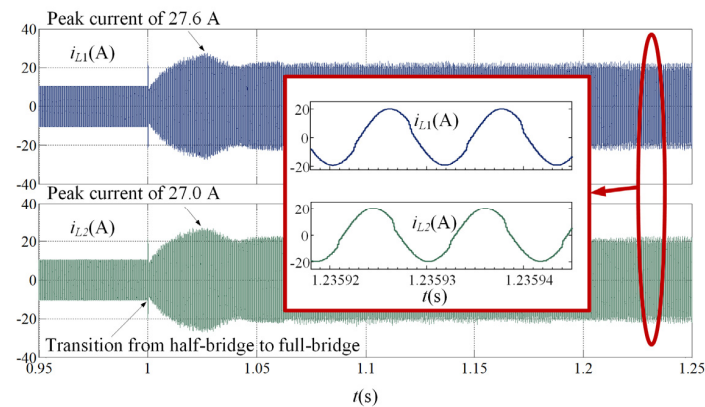 Peak current of 27.6 A
40
iL1(A)
20
0
-20
-40
Peak current of 27.0 A
40
iL2(A)
20
0
-20
-40
Transition from half-bridge to full-bridge
20
iL1(A)
0
-20
20
iL2(A)
0
-20
1.23592 1.23593 1.23594
t(s)
0.95 1 1.05 1.1 1.15 1.2 1.25
t(s)